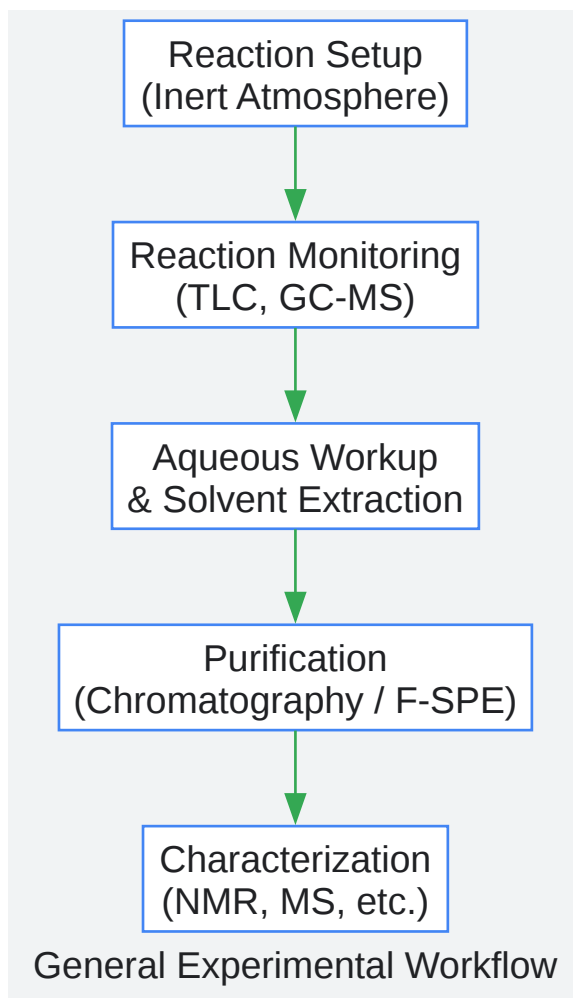 Reaction Setup
(Inert Atmosphere)
Reaction Monitoring
(TLC, GC-MS)
Aqueous Workup
& Solvent Extraction
Purification
(Chromatography / F-SPE)
Characterization
(NMR, MS, etc.)
General Experimental Workflow